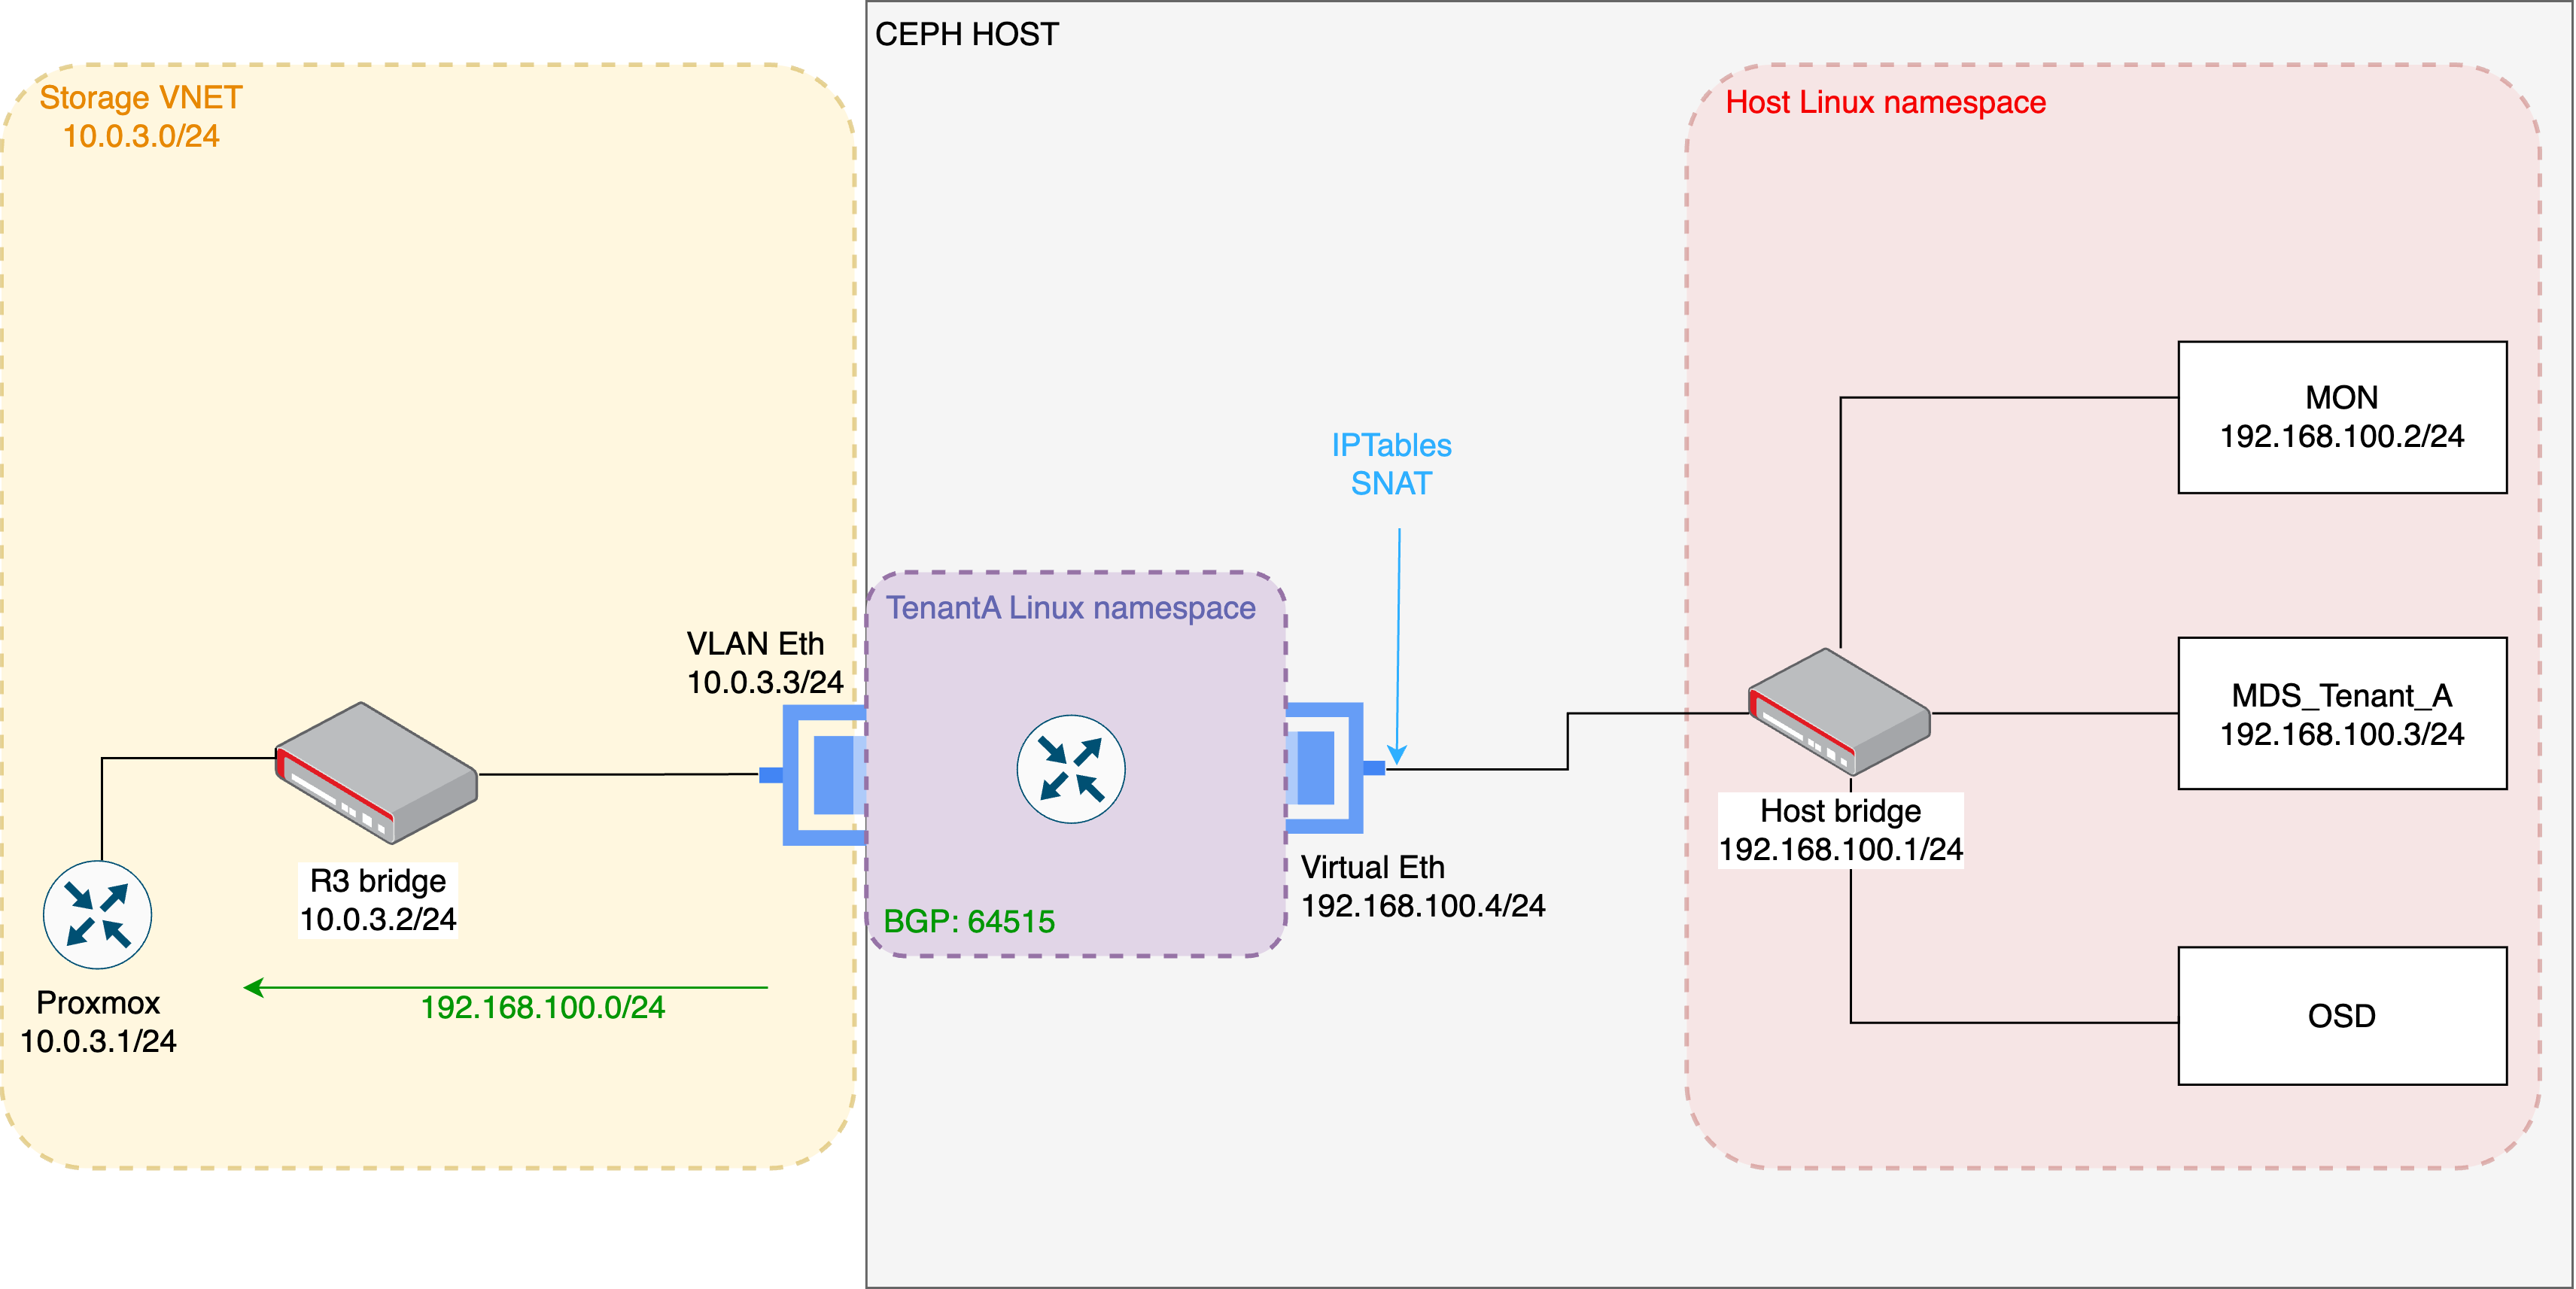 CEPH HOST
Storage VNET
10.0.3.0/24
Host Linux namespace
MON
192.168.100.2/24
IPTables
SNAT
TenantA Linux namespace
VLAN Eth
10.0.3.3/24
MDS_Tenant_A
192.168.100.3/24
Host bridge
192.168.100.1/24
Virtual Eth
192.168.100.4/24
R3 bridge
10.0.3.2/24
BGP: 64515
192.168.100.0/24
Proxmox
10.0.3.1/24
OSD